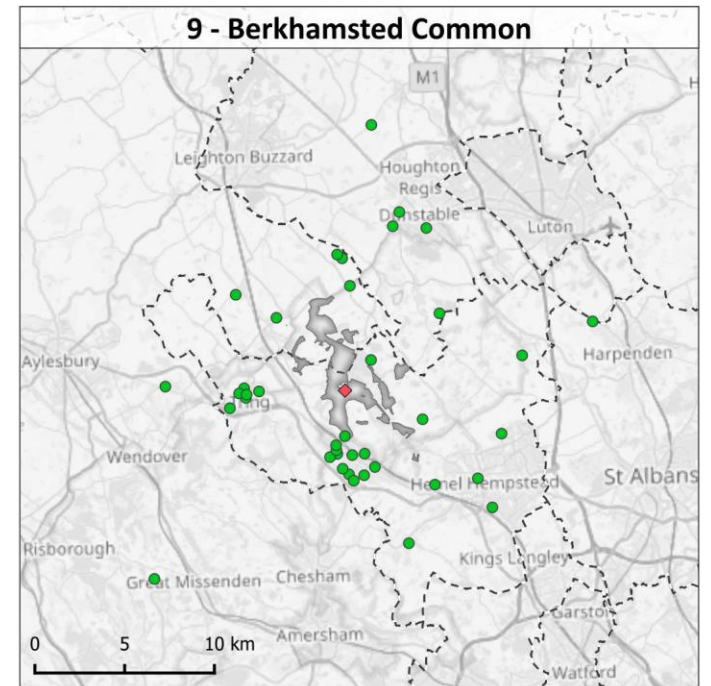 9 - Berkhamsted Common
M1
H
Leighton Buzzard
Houghton
Regis
Dunstable
Luton
Aylesbury
Harpenden
Tring
Wendover
Hemel Hempstead
St Albans
Risborough
Kings Langley
Great Missenden
Chesham
Garston
Amersham
Watford
0 5 10 km